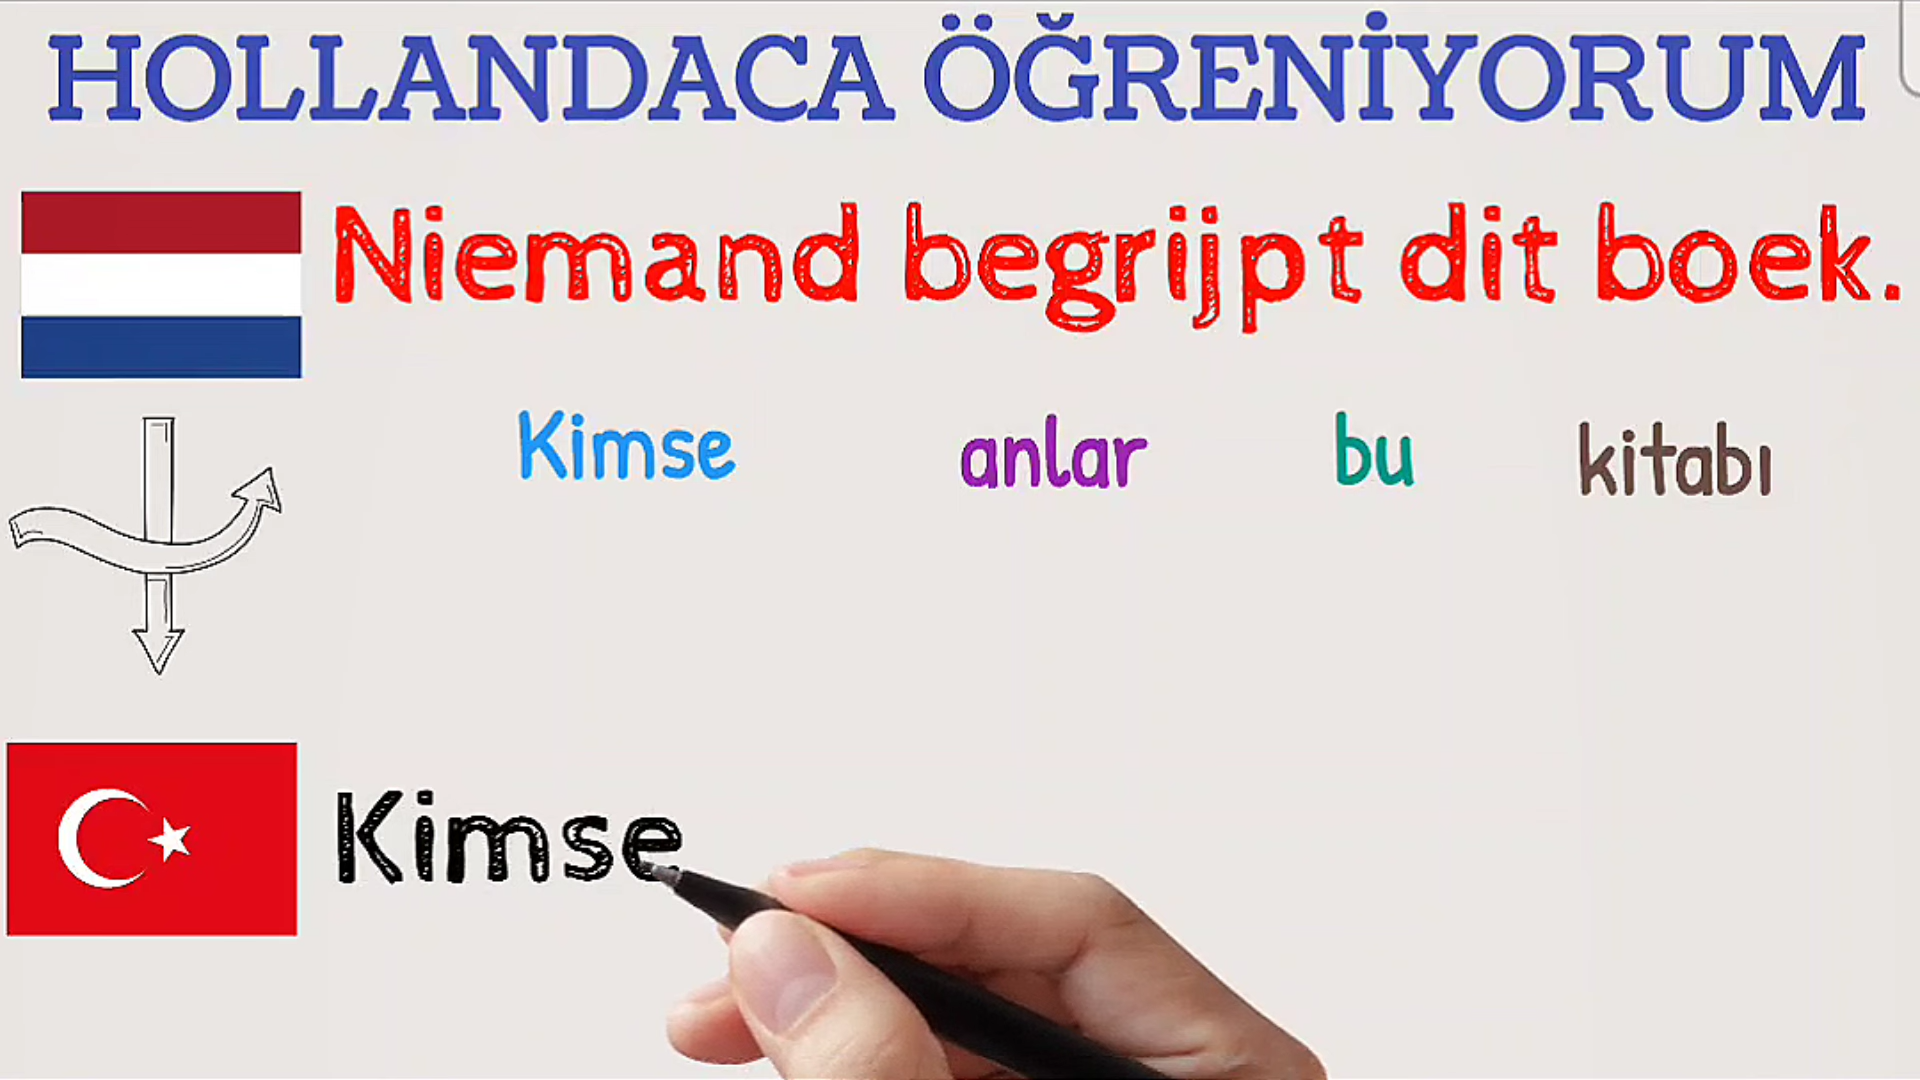 HOLLANDACA ÖĞRENİYORUM
Niemand begrijpt dit boek.
Kimse anlar bu kitabı
Kimse